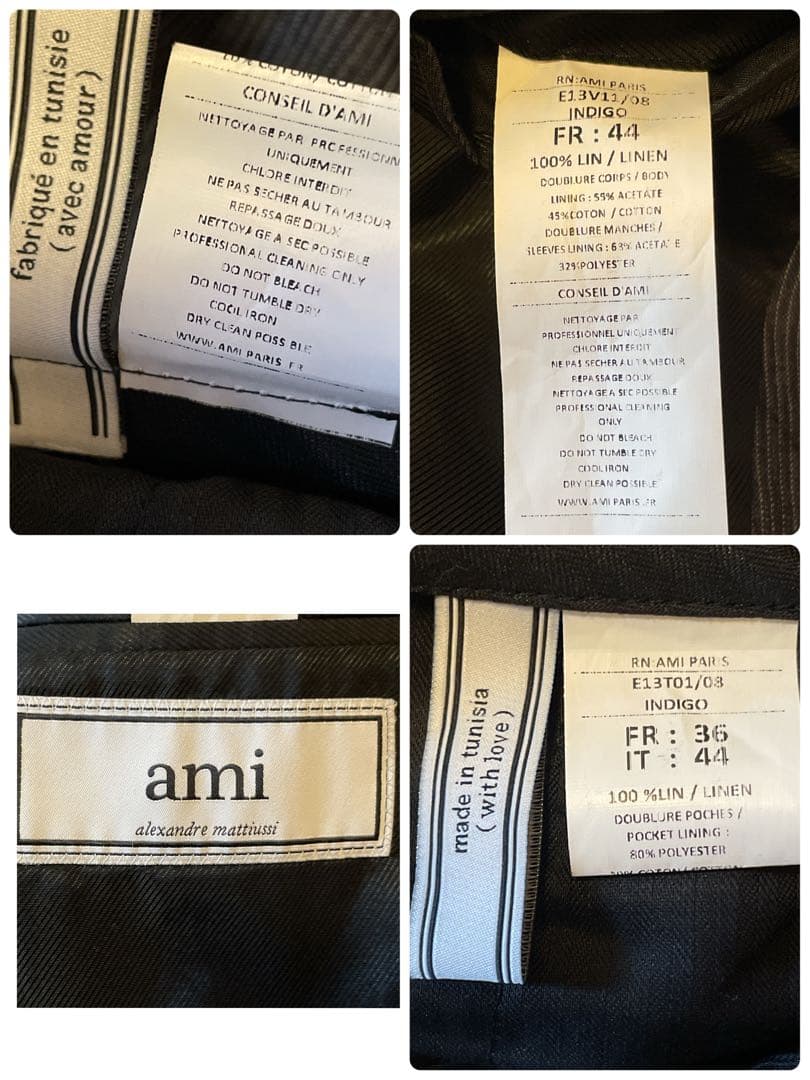 fabriqué en tunisie
(avec amour)
CONSEIL D'AMI
NETTOYAGE PAR PROFESSIONN
UNIQUEMENT
CHLORE INTERDIT
NE PAS SECHER AU TAMBOUR
REPASSAGE DOUX
NETTOYAGE A SEC POSSIBLE
PROFESSIONAL CLEANING ONLY
DO NOT BLEACH
DO NOT TUMBLE DRY
COOL IRON
DRY CLEAN POSSIBLE
WWW.AMI PARIS.FR
RN:AMI PARIS
E13V11/08
INDIGO
FR : 44
100% LIN / LINEN
DOUBLURE CORPS / BODY
LINING : 55% ACETATE
45%COTON / COTTON
DOUBLURE MANCHES /
SLEEVES LINING : 68% ACETATE
32%POLYESTER
CONSEIL D'AMI
NETTOYAGE PAR
PROFESSIONNEL UNIQUEMENT
CHLORE INTERDIT
NE PAS SECHER AU TAMBOUR
REPASSAGE DOUX
NETTOYAGE A SEC POSSIBLE
PROFESSIONAL CLEANING
ONLY
DO NOT BLEACH
DO NOT TUMBLE DRY
COOL IRON
DRY CLEAN POSSIBLE
WWW.AMI PARIS.FR
ami
alexandre mattiussi
made in tunisia
(with love)
RN:AMI PARIS
E13T01/08
INDIGO
FR : 36
IT : 44
100 %LIN / LINEN
DOUBLURE POCHES /
POCKET LINING :
80% POLYESTER